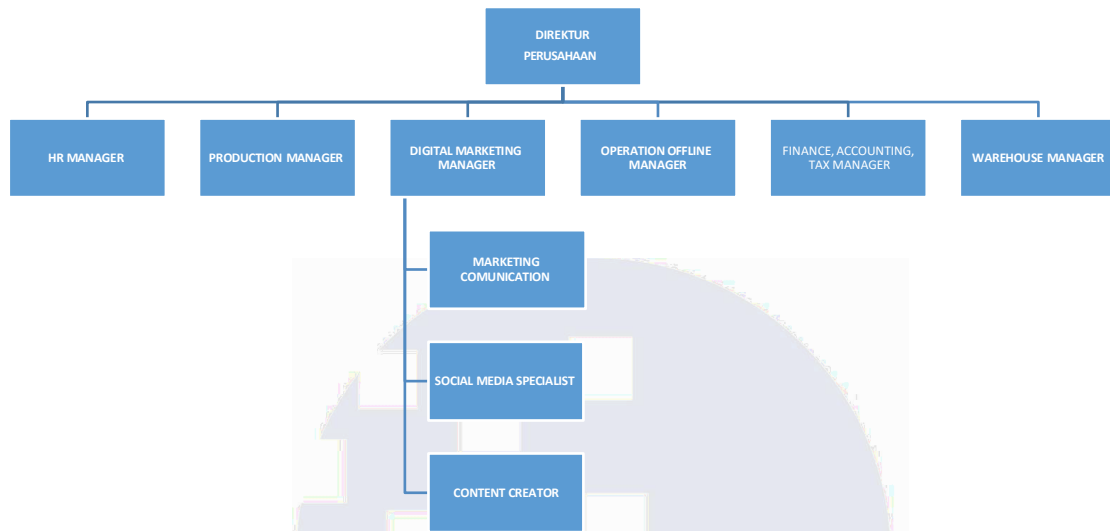 DIREKTUR
PERUSAHAAN
HR MANAGER
PRODUCTION MANAGER
DIGITAL MARKETING
MANAGER
OPERATION OFFLINE
MANAGER
FINANCE, ACCOUNTING,
TAX MANAGER
WAREHOUSE MANAGER
MARKETING
COMUNICATION
SOCIAL MEDIA SPECIALIST
CONTENT CREATOR